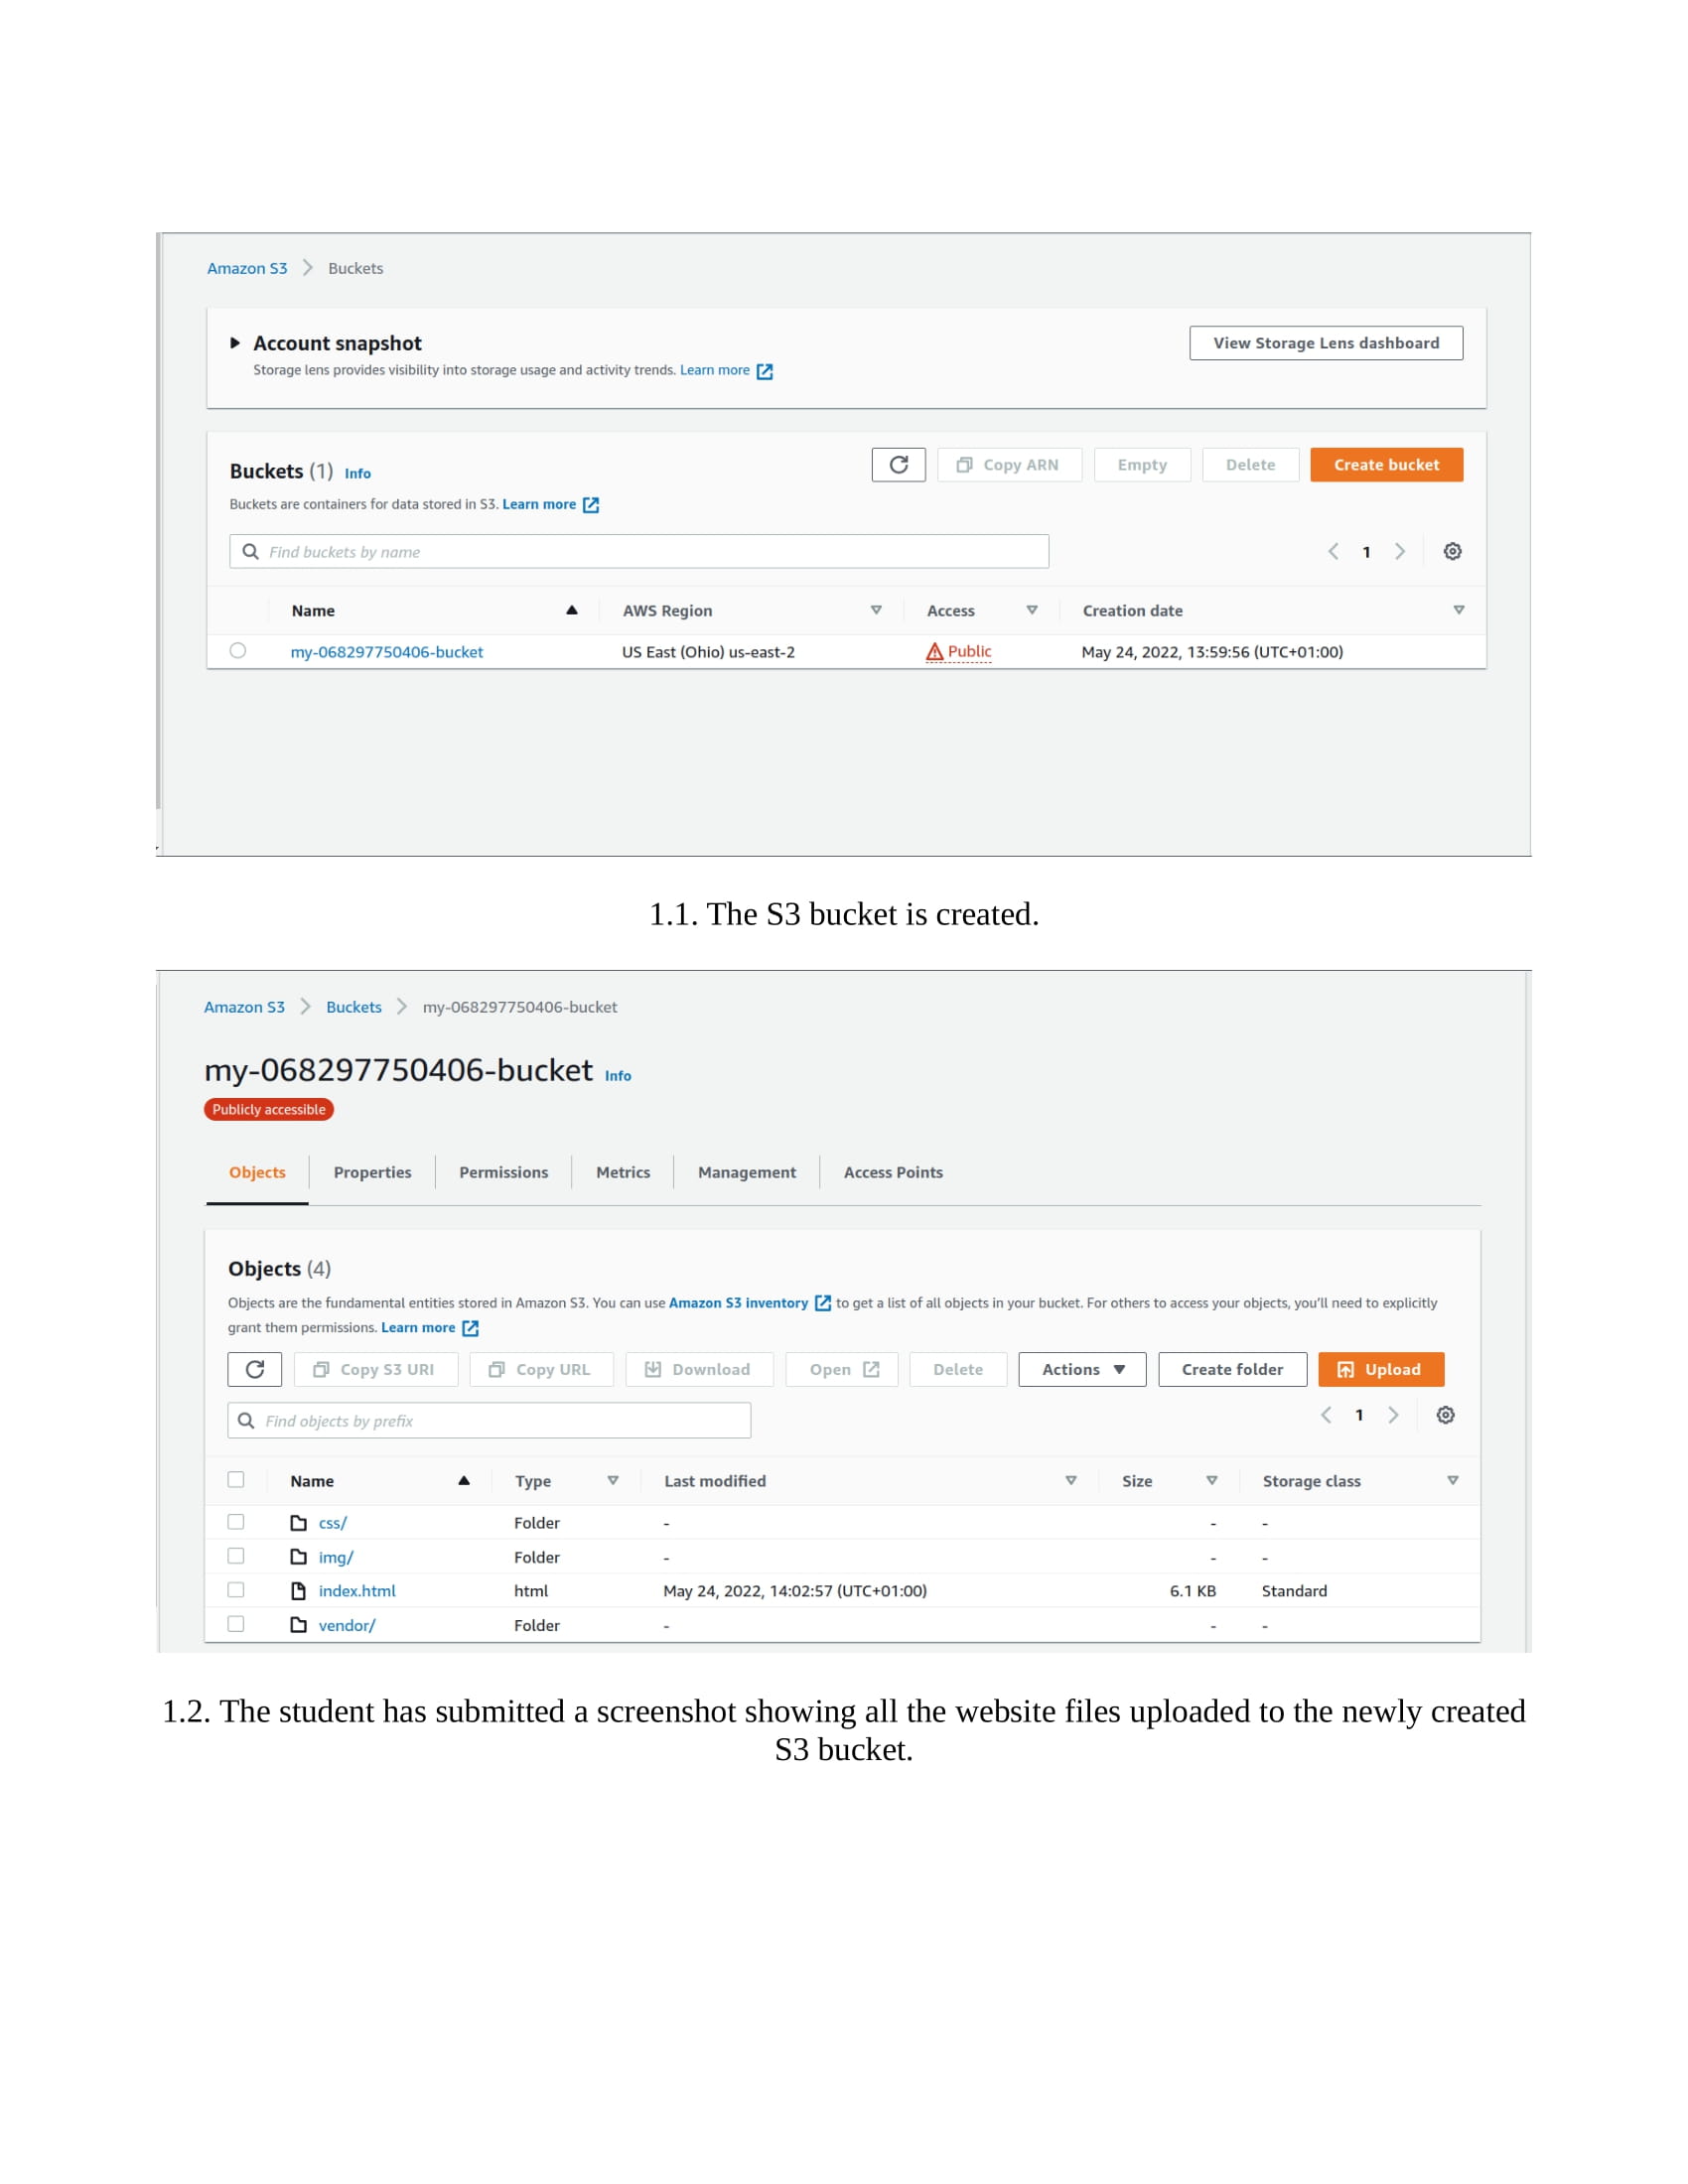 Amazon S3 > Buckets
Account snapshot
View Storage Lens dashboard
Storage lens provides visibility into storage usage and activity trends. Learn more
Buckets (1) Info
Copy ARN Empty Delete Create bucket
Buckets are containers for data stored in S3. Learn more
Find buckets by name
1
Name AWS Region Access Creation date
my-068297750406-bucket US East (Ohio) us-east-2 Public May 24, 2022, 13:59:56 (UTC+01:00)
1.1. The S3 bucket is created.
Amazon S3 > Buckets > my-068297750406-bucket
my-068297750406-bucket Info
Publicly accessible
Objects Properties Permissions Metrics Management Access Points
Objects (4)
Objects are the fundamental entities stored in Amazon S3. You can use Amazon S3 inventory to get a list of all objects in your bucket. For others to access your objects, you'll need to explicitly
grant them permissions. Learn more
Copy S3 URI Copy URL Download Open Delete Actions Create folder Upload
Find objects by prefix
1
Name Type Last modified Size Storage class
css/ Folder - - -
img/ Folder - - -
index.html html May 24, 2022, 14:02:57 (UTC+01:00) 6.1 KB Standard
vendor/ Folder - - -
1.2. The student has submitted a screenshot showing all the website files uploaded to the newly created
S3 bucket.